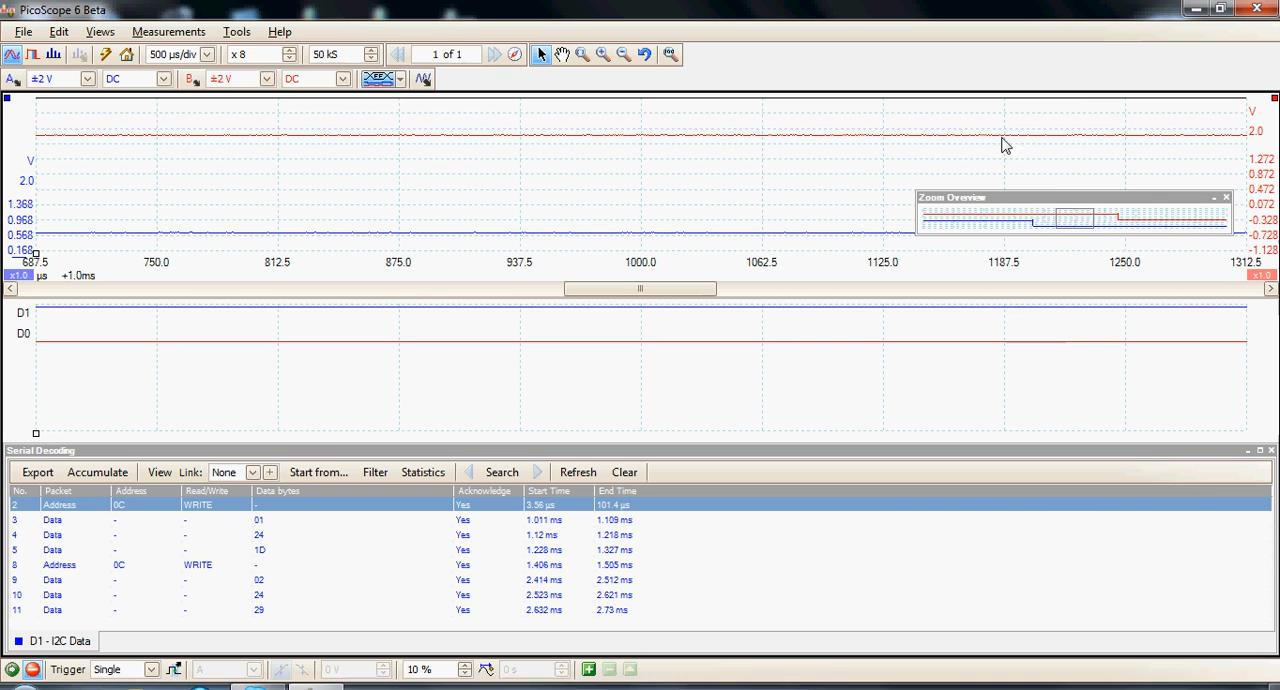 PicoScope 6 Beta
File Edit Views Measurements Tools Help
500 µs/div x 8 50 kS 1 of 1
A ±2 V DC B ±2 V DC
V V
2.0 2.0
1.368 1.272
0.968 0.872
0.568 0.472
0.168 0.072
-0.328
-0.728
-1.128
Zoom Overview
687.5 750.0 812.5 875.0 937.5 1000.0 1062.5 1125.0 1187.5 1250.0 1312.5
x1.0 µs +1.0ms x1.0
D1
D0
Serial Decoding
Export Accumulate View Link: None + Start from... Filter Statistics Search Refresh Clear
No. Packet Address Read/Write Data bytes Acknowledge Start Time End Time
2 Address 0C WRITE - Yes 3.56 µs 101.4 µs
3 Data - - 01 Yes 1.011 ms 1.109 ms
4 Data - - 24 Yes 1.12 ms 1.218 ms
5 Data - - 1D Yes 1.228 ms 1.327 ms
8 Address 0C WRITE - Yes 1.406 ms 1.505 ms
9 Data - - 02 Yes 2.414 ms 2.512 ms
10 Data - - 24 Yes 2.523 ms 2.621 ms
11 Data - - 29 Yes 2.632 ms 2.73 ms
D1 - I2C Data
Trigger Single A 0 V 10 % 0 s